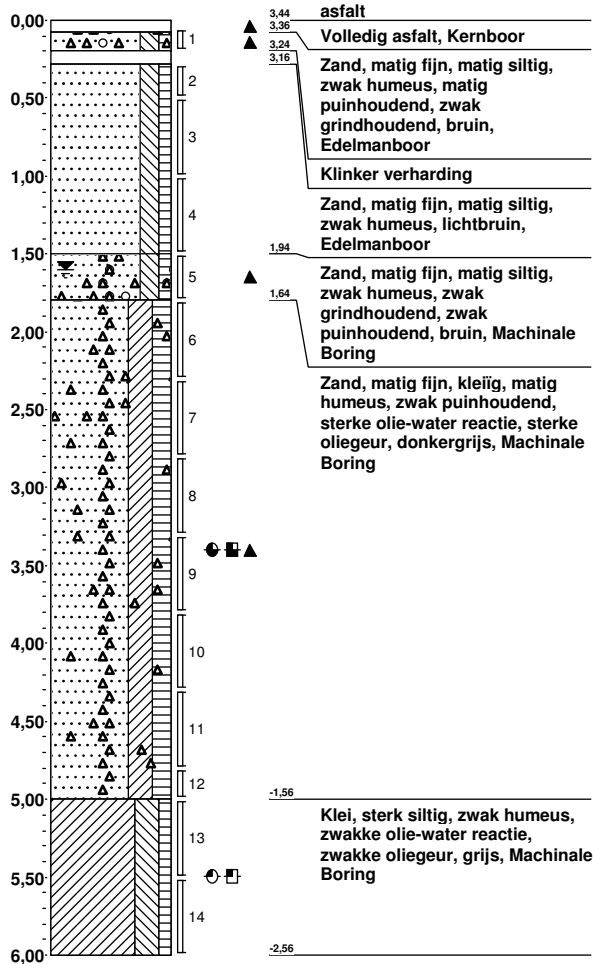 0,00
0,50
1,00
1,50
2,00
2,50
3,00
3,50
4,00
4,50
5,00
5,50
6,00
1
2
3
4
5
6
7
8
9
10
11
12
13
14
3,44
asfalt
3,36
Volledig asfalt, Kernboor
3,24
Zand, matig fijn, matig siltig,
zwak humeus, matig
puinhoudend, zwak
grindhoudend, bruin,
Edelmanboor
3,16
Klinker verharding
Zand, matig fijn, matig siltig,
zwak humeus, lichtbruin,
Edelmanboor
1,94
Zand, matig fijn, matig siltig,
zwak humeus, zwak
grindhoudend, zwak
puinhoudend, bruin, Machinale
Boring
1,64
Zand, matig fijn, kleiïg, matig
humeus, zwak puinhoudend,
sterke olie-water reactie, sterke
oliegeur, donkergrijs, Machinale
Boring
-1,56
Klei, sterk siltig, zwak humeus,
zwakke olie-water reactie,
zwakke oliegeur, grijs, Machinale
Boring
-2,56